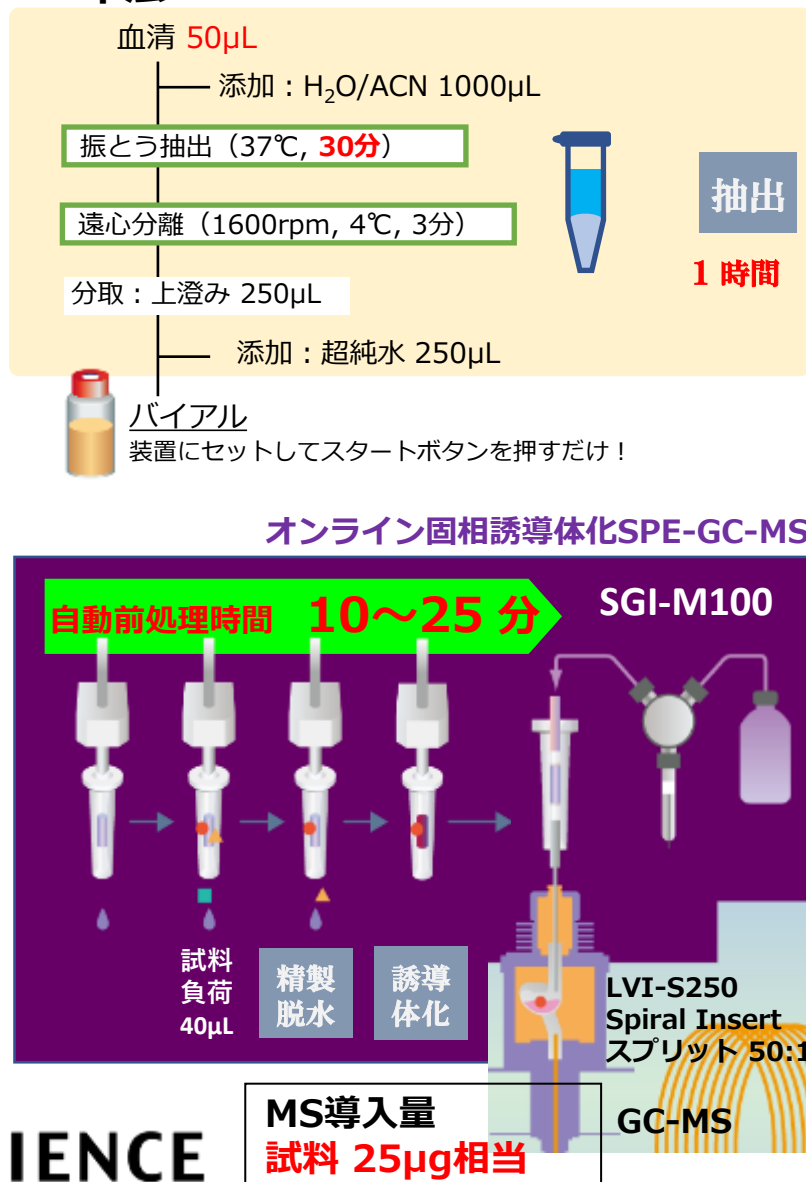 血清 50μL
添加：H₂O/ACN 1000μL
振とう抽出（37℃, 30分）
抽出
遠心分離（1600rpm, 4℃, 3分）
1 時間
分取：上澄み 250μL
添加：超純水 250μL
バイアル
装置にセットしてスタートボタンを押すだけ！
オンライン固相誘導体化SPE-GC-MS
自動前処理時間 10～25 分
SGI-M100
試料
負荷
40μL
精製
脱水
誘導
体化
LVI-S250
Spiral Insert
スプリット 50:1
GC-MS
MS導入量
試料 25μg相当
IENCE